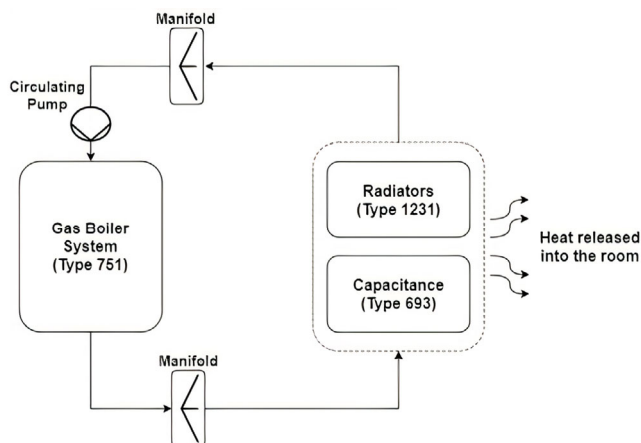 Manifold
Circulating
Pump
Gas Boiler
System
(Type 751)
Radiators
(Type 1231)
Capacitance
(Type 693)
Heat released
into the room
Manifold